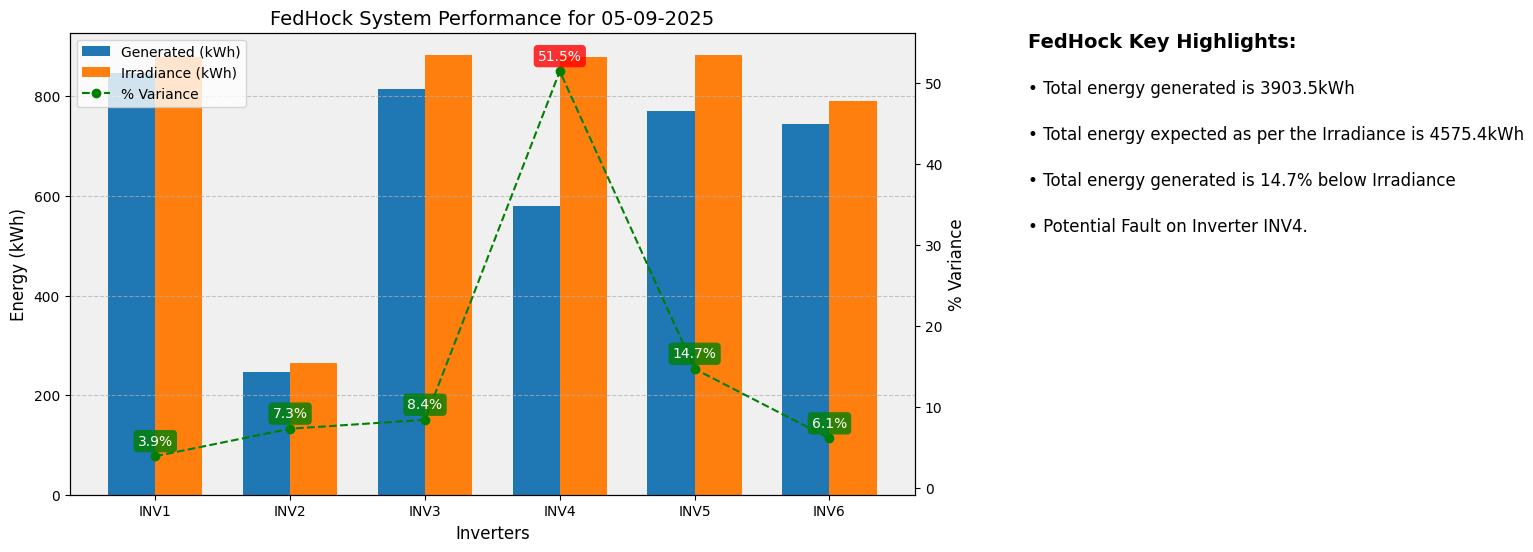 FedHock System Performance for 05-09-2025
Generated (kWh)
Irradiance (kWh)
% Variance
Energy (kWh)
0
200
400
600
800
3.9%
7.3%
8.4%
51.5%
14.7%
6.1%
INV1
INV2
INV3
INV4
INV5
INV6
Inverters
0
10
20
30
40
50
% Variance
FedHock Key Highlights:
• Total energy generated is 3903.5kWh
• Total energy expected as per the Irradiance is 4575.4kWh
• Total energy generated is 14.7% below Irradiance
• Potential Fault on Inverter INV4.